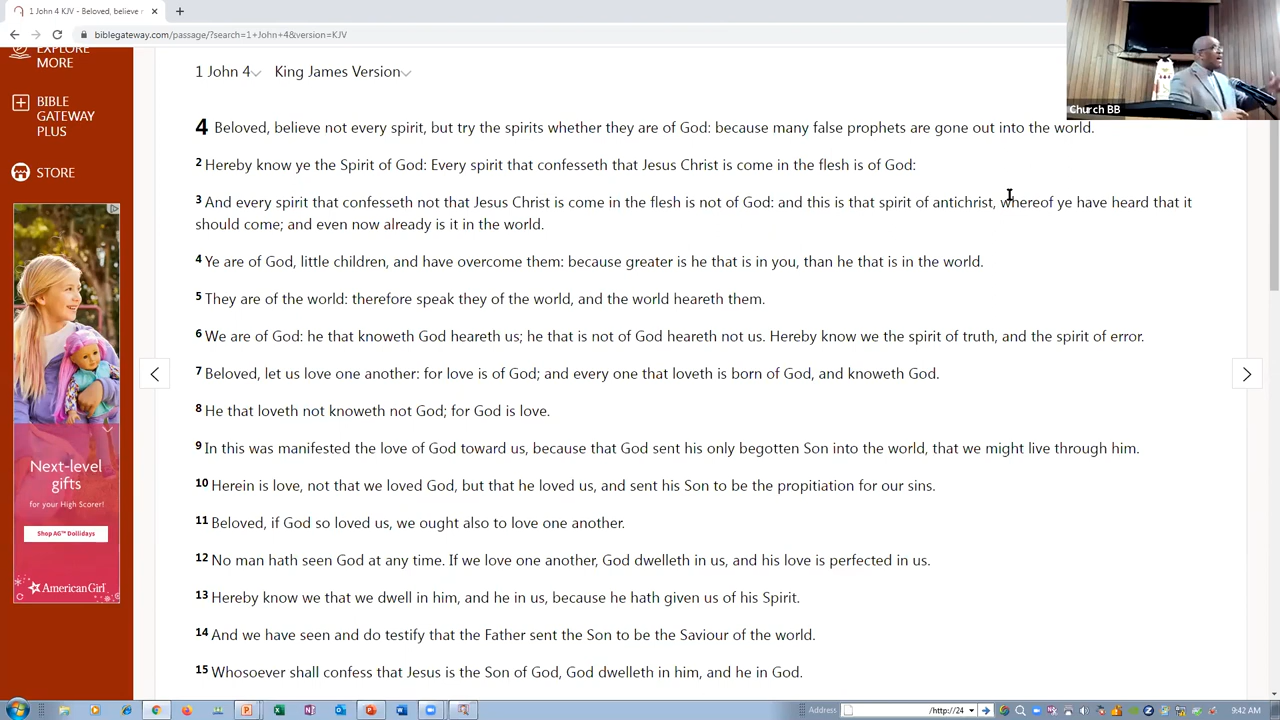 1 John 4 KJV - Beloved, believe
biblegateway.com/passage/?search=1+John+4&version=KJV
Church BB
EXPLORE
MORE
BIBLE
GATEWAY
PLUS
STORE
Next-level
gifts
for your High Scorer!
Shop AG™ Dollidays
American Girl
1 John 4 King James Version
4 Beloved, believe not every spirit, but try the spirits whether they are of God: because many false prophets are gone out into the world.
2 Hereby know ye the Spirit of God: Every spirit that confesseth that Jesus Christ is come in the flesh is of God:
3 And every spirit that confesseth not that Jesus Christ is come in the flesh is not of God: and this is that spirit of antichrist, whereof ye have heard that it
should come; and even now already is it in the world.
4 Ye are of God, little children, and have overcome them: because greater is he that is in you, than he that is in the world.
5 They are of the world: therefore speak they of the world, and the world heareth them.
6 We are of God: he that knoweth God heareth us; he that is not of God heareth not us. Hereby know we the spirit of truth, and the spirit of error.
7 Beloved, let us love one another: for love is of God; and every one that loveth is born of God, and knoweth God.
8 He that loveth not knoweth not God; for God is love.
9 In this was manifested the love of God toward us, because that God sent his only begotten Son into the world, that we might live through him.
10 Herein is love, not that we loved God, but that he loved us, and sent his Son to be the propitiation for our sins.
11 Beloved, if God so loved us, we ought also to love one another.
12 No man hath seen God at any time. If we love one another, God dwelleth in us, and his love is perfected in us.
13 Hereby know we that we dwell in him, and he in us, because he hath given us of his Spirit.
14 And we have seen and do testify that the Father sent the Son to be the Saviour of the world.
15 Whosoever shall confess that Jesus is the Son of God, God dwelleth in him, and he in God.
Address /http://24 9:42 AM